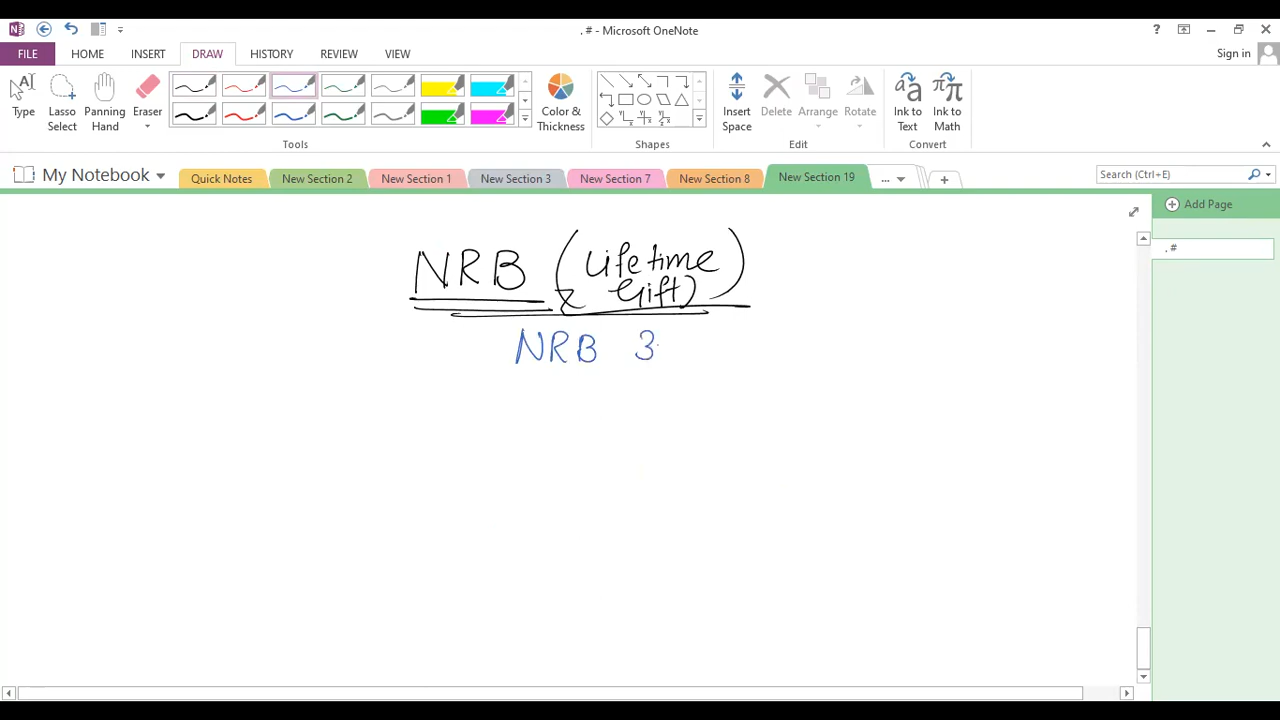 . # - Microsoft OneNote
? 
FILE HOME INSERT DRAW HISTORY REVIEW VIEW
Sign in
Type
Lasso Select
Panning Hand
Eraser
Color & Thickness
Insert Space
Delete
Arrange
Rotate
Ink to Text
Ink to Math
Tools
Shapes
Edit
Convert
My Notebook
Quick Notes
New Section 2
New Section 1
New Section 3
New Section 7
New Section 8
New Section 19
...
Search (Ctrl+E)
Add Page
. #
NRB (Lifetime
Gift)
NRB 3